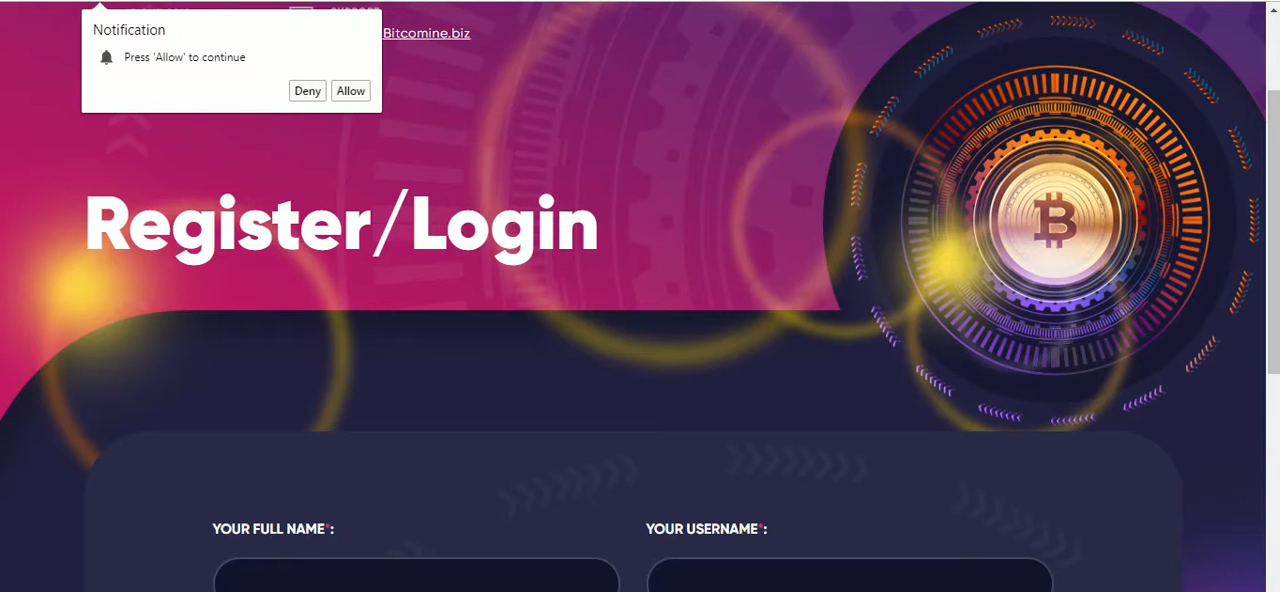 Notification
Press 'Allow' to continue
Deny Allow
Bitcomine.biz
Register/Login
YOUR FULL NAME*:
YOUR USERNAME*: